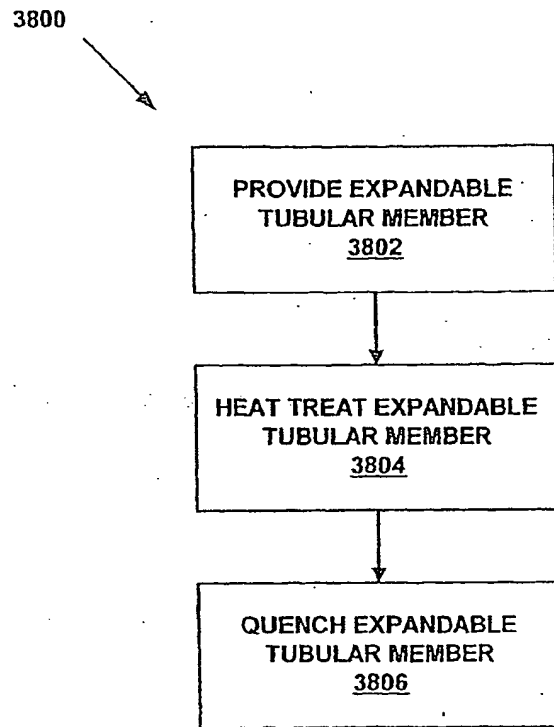 3800
PROVIDE EXPANDABLE
TUBULAR MEMBER
3802
HEAT TREAT EXPANDABLE
TUBULAR MEMBER
3804
QUENCH EXPANDABLE
TUBULAR MEMBER
3806